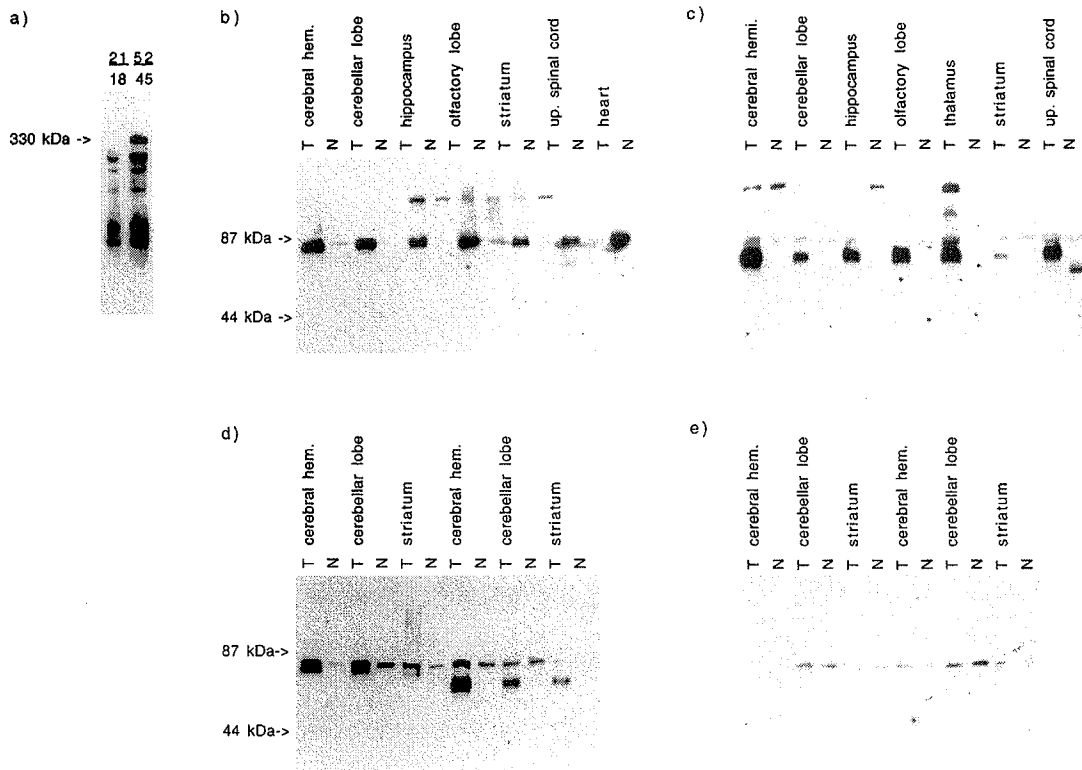 a)
21 52
18 45
330 kDa ->
b)
cerebral hem.
cerebellar lobe
hippocampus
olfactory lobe
striatum
up. spinal cord
heart
T N T N T N T N T N T N T N
87 kDa ->
44 kDa ->
c)
cerebral hemi.
cerebellar lobe
hippocampus
olfactory lobe
thalamus
striatum
up. spinal cord
T N T N T N T N T N T N T N
d)
cerebral hem.
cerebellar lobe
striatum
cerebral hem.
cerebellar lobe
striatum
T N T N T N T N T N T N
87 kDa->
44 kDa->
e)
cerebral hem.
cerebellar lobe
striatum
cerebral hem.
cerebellar lobe
striatum
T N T N T N T N T N T N